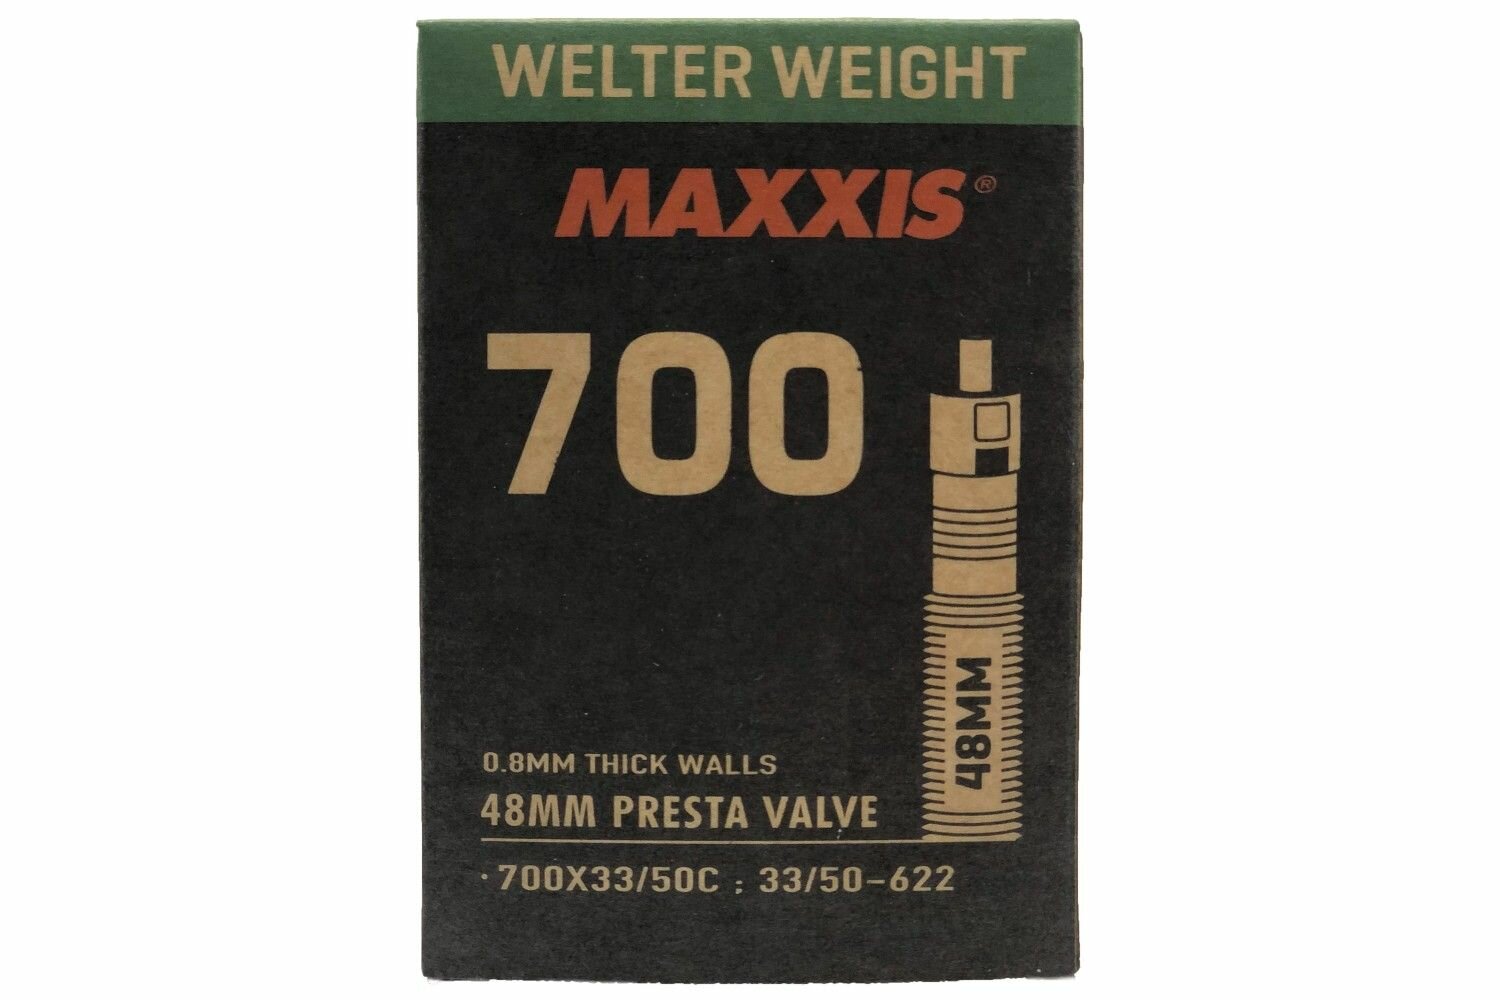 WELTER WEIGHT
MAXXIS®
700
48MM
0.8MM THICK WALLS
48MM PRESTA VALVE
· 700X33/50C ; 33/50-622